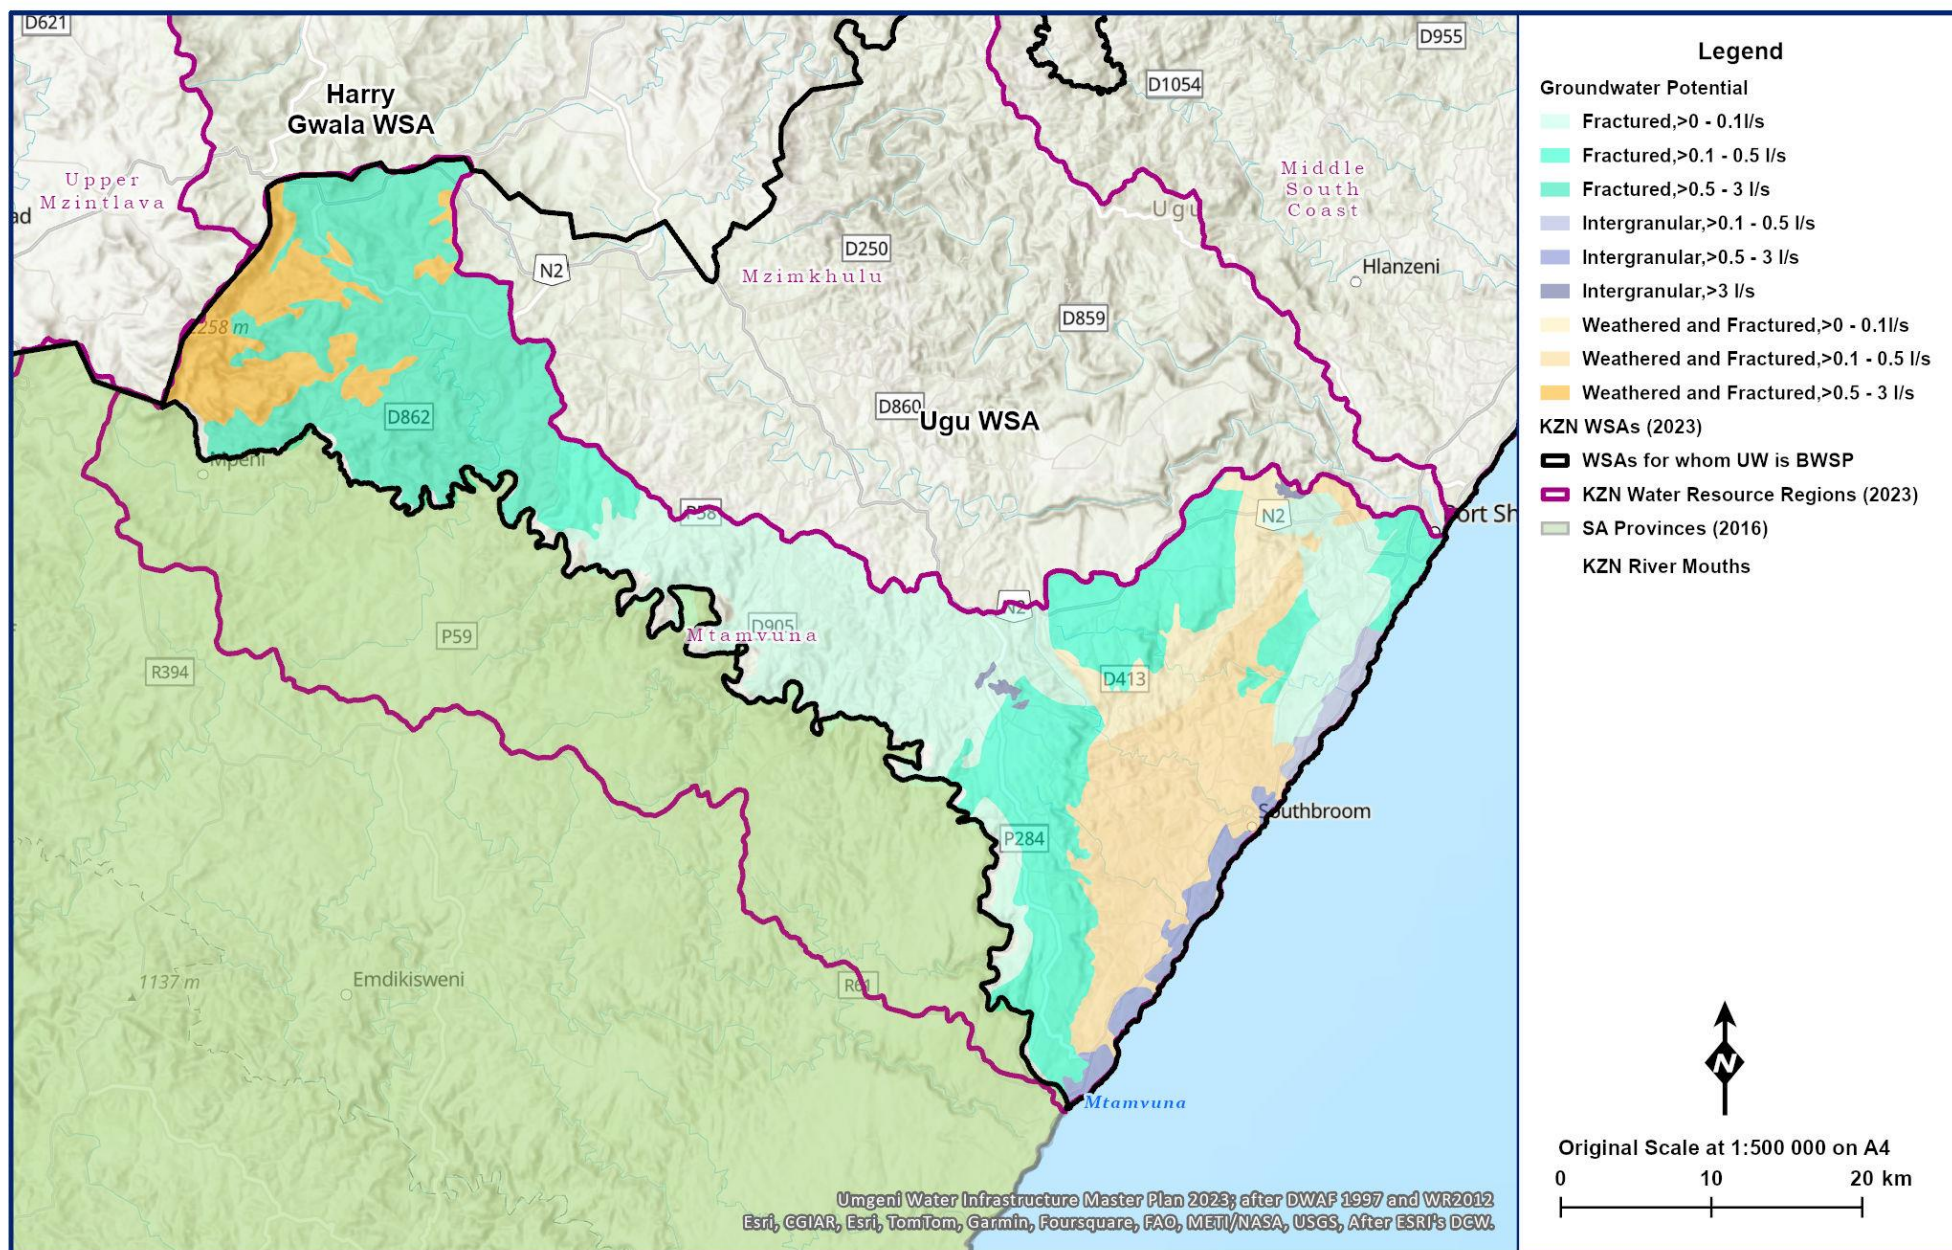 D621
D955
Harry
Gwala WSA
D1054
Upper
Mzintlava
Middle
South
Coast
ad
Ugu
D250
N2
Mzimkhulu
Hlanzeni
D859
2258 m
D862
D860
Ugu WSA
Mpeni
P58
N2
Port Sh
N2
D905
Mtamvuna
P59
R394
D413
Southbroom
P284
1137 m
Emdikisweni
R61
Mtamvuna
Umgeni Water Infrastructure Master Plan 2023; after DWAF 1997 and WR2012
Esri, CGIAR, Esri, TomTom, Garmin, Foursquare, FAO, METI/NASA, USGS, After ESRI's DCW.
Legend
Groundwater Potential
Fractured,>0 - 0.1l/s
Fractured,>0.1 - 0.5 l/s
Fractured,>0.5 - 3 l/s
Intergranular,>0.1 - 0.5 l/s
Intergranular,>0.5 - 3 l/s
Intergranular,>3 l/s
Weathered and Fractured,>0 - 0.1l/s
Weathered and Fractured,>0.1 - 0.5 l/s
Weathered and Fractured,>0.5 - 3 l/s
KZN WSAs (2023)
WSAs for whom UW is BWSP
KZN Water Resource Regions (2023)
SA Provinces (2016)
KZN River Mouths
N
Original Scale at 1:500 000 on A4
0 10 20 km